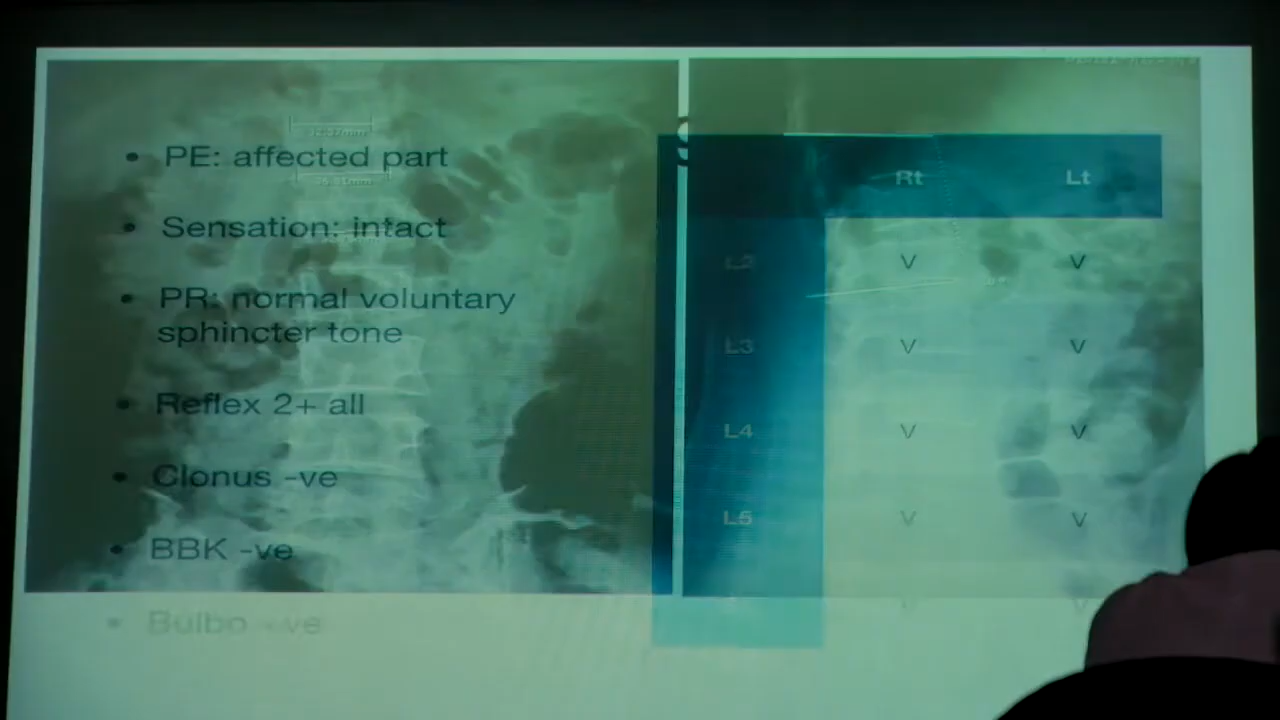 PE: affected part
Sensation: intact
PR: normal voluntary
sphincter tone
Reflex 2+ all
Clonus -ve
BBK -ve
Bulbo -ve
Rt Lt
L2 V V
L3 V V
L4 V V
L5 V V
V V